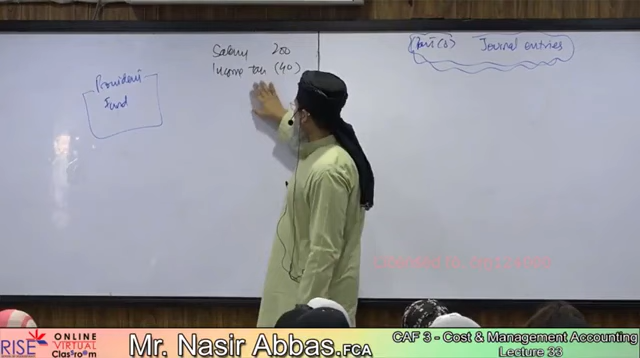 Salary 200
Income tax (40)
Part (b) Journal entries
Provident
Fund
RISE ONLINE VIRTUAL Classroom
Mr. Nasir Abbas.FCA
CAF 3 - Cost & Management Accounting
Lecture 33